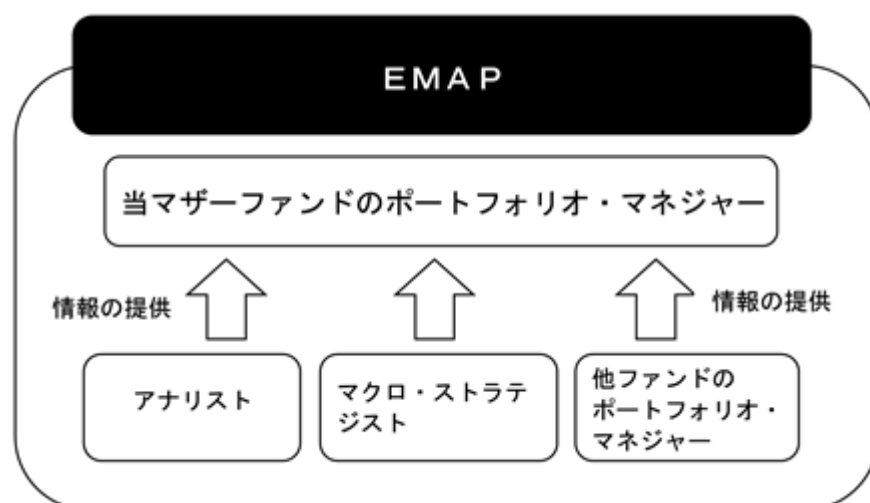 ＥＭＡＰ
当マザーファンドのポートフォリオ・マネジャー
情報の提供
情報の提供
アナリスト
マクロ・ストラテ
ジスト
他ファンドの
ポートフォリオ・
マネジャー